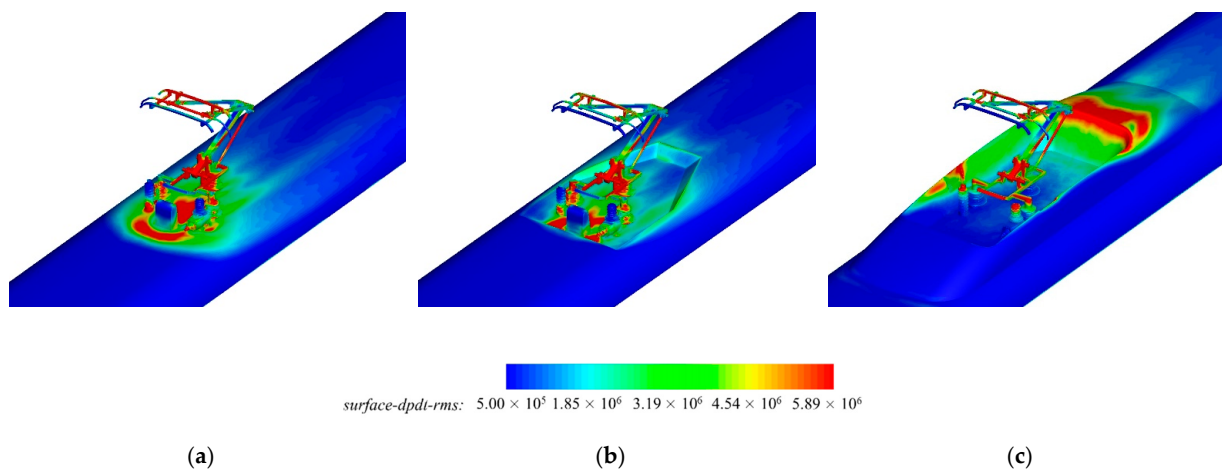 surface-dpdt-rms: 5.00 × 10⁵ 1.85 × 10⁶ 3.19 × 10⁶ 4.54 × 10⁶ 5.89 × 10⁶
(a) (b) (c)